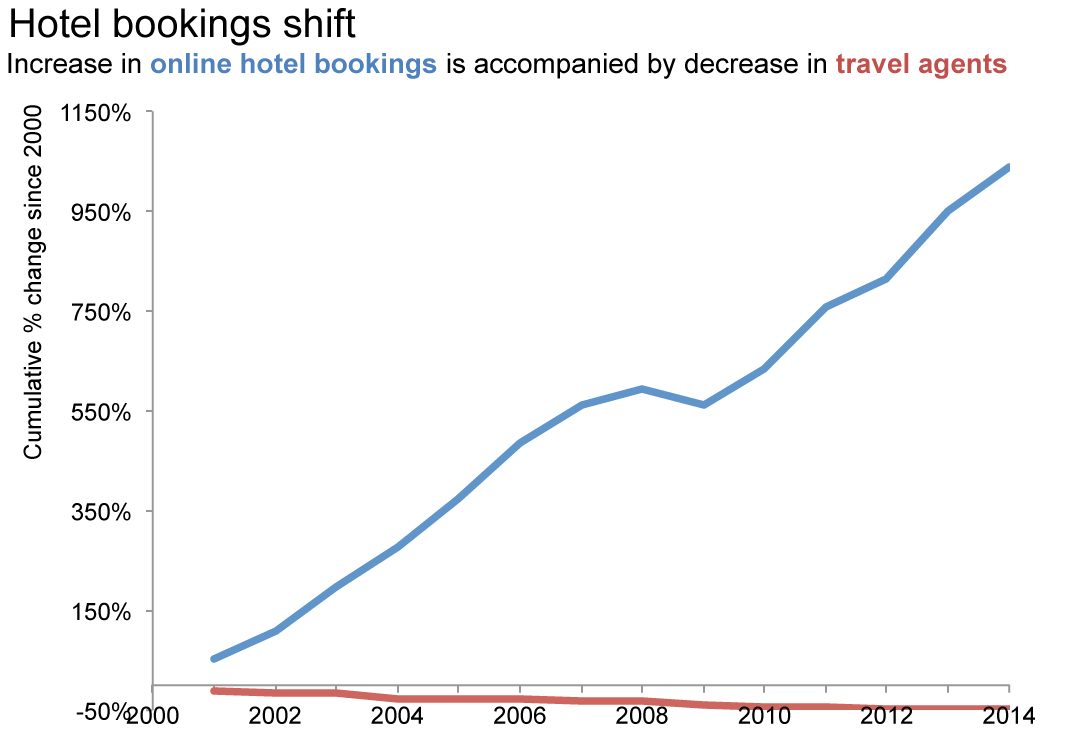 Hotel bookings shift
Increase in online hotel bookings is accompanied by decrease in travel agents
Cumulative % change since 2000
1150%
950%
750%
550%
350%
150%
-50%
2000 2002 2004 2006 2008 2010 2012 2014